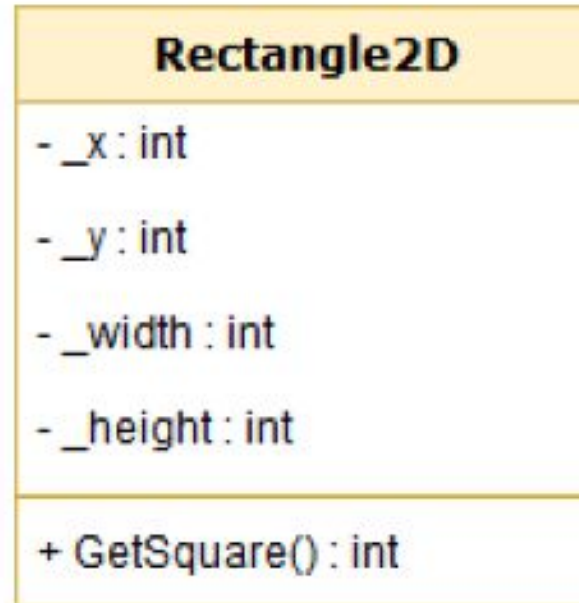 Rectangle2D
- _x : int
- _y : int
- _width : int
- _height : int
+ GetSquare() : int